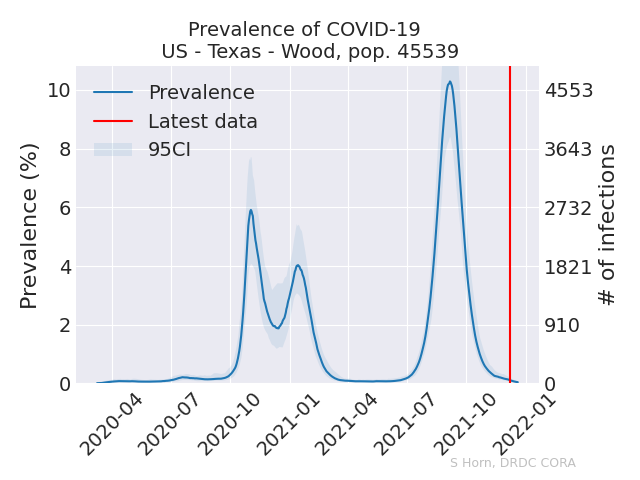 Prevalence of COVID-19
US - Texas - Wood, pop. 45539
Prevalence
Latest data
95CI
Prevalence (%)
10
8
6
4
2
0
4553
3643
2732
1821
910
0
# of infections
2020-04
2020-07
2020-10
2021-01
2021-04
2021-07
2021-10
2022-01
S Horn, DRDC CORA